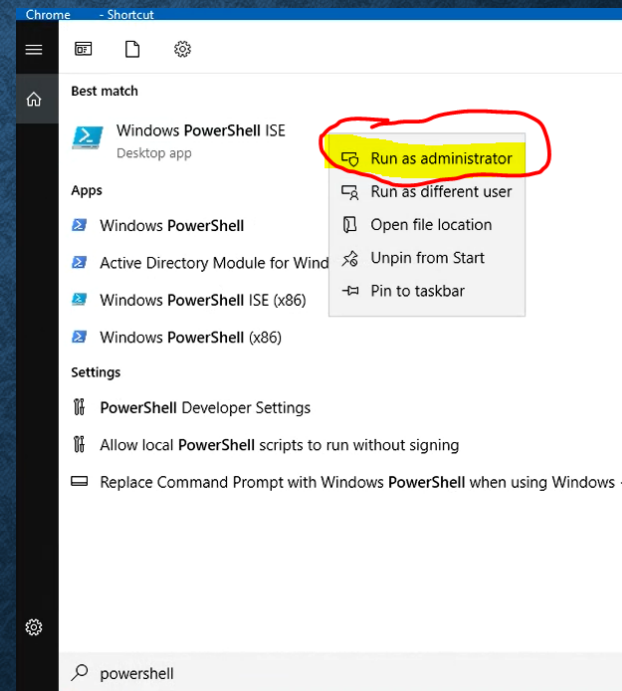 Chrome - Shortcut
Best match
Windows PowerShell ISE
Desktop app
Run as administrator
Run as different user
Open file location
Unpin from Start
Pin to taskbar
Apps
Windows PowerShell
Active Directory Module for Wind
Windows PowerShell ISE (x86)
Windows PowerShell (x86)
Settings
PowerShell Developer Settings
Allow local PowerShell scripts to run without signing
Replace Command Prompt with Windows PowerShell when using Windows
powershell